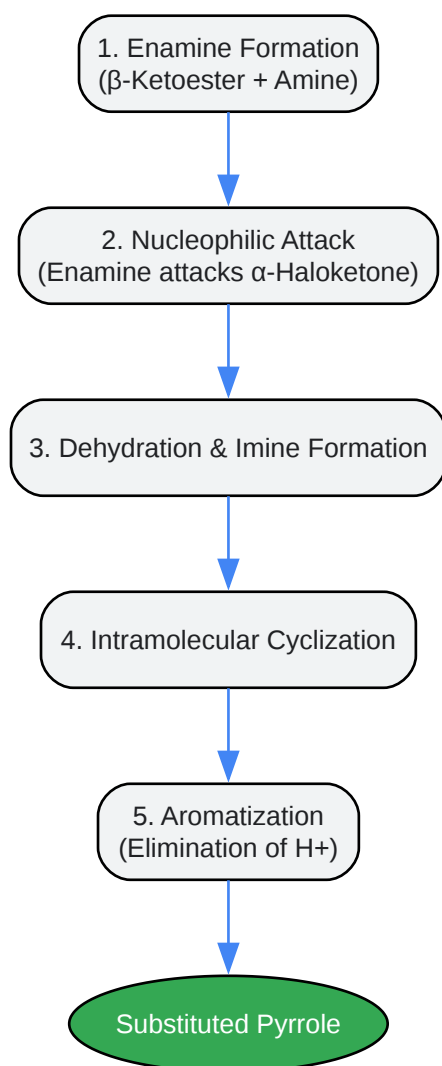 1. Enamine Formation
(β-Ketoester + Amine)
2. Nucleophilic Attack
(Enamine attacks α-Haloketone)
3. Dehydration & Imine Formation
4. Intramolecular Cyclization
5. Aromatization
(Elimination of H+)
Substituted Pyrrole